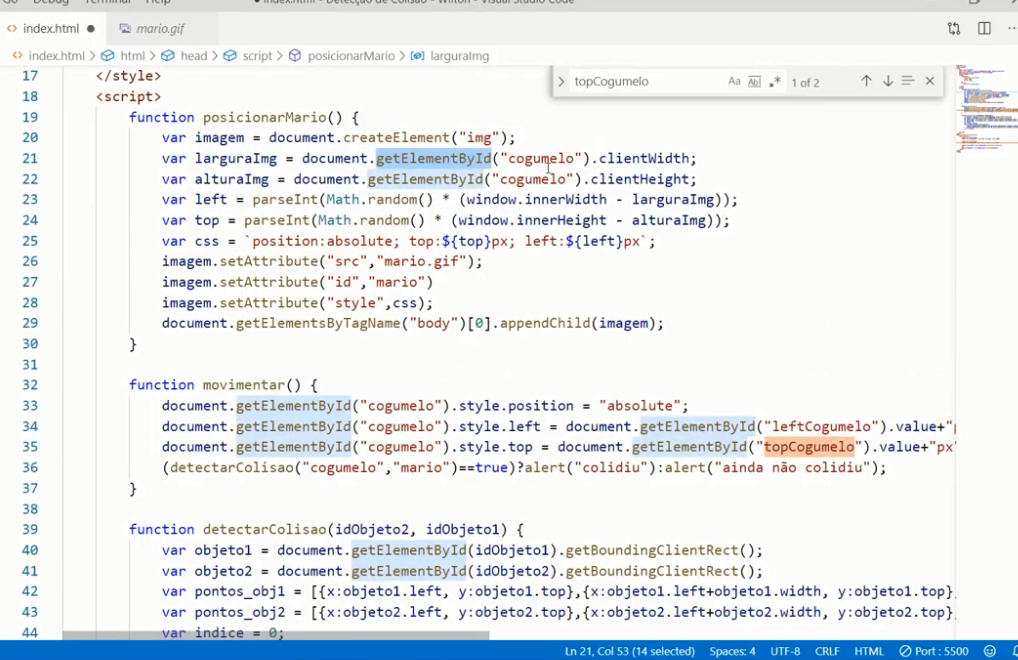 Go Debug Terminal Help ● index.html - Detecção de Colisão - Wilton - Visual Studio Code
<> index.html ● mario.gif
<> index.html > html > head > script > posicionarMario > larguraImg
topCogumelo Aa Abl .* 1 of 2
17 </style>
18 <script>
19 function posicionarMario() {
20 var imagem = document.createElement("img");
21 var larguraImg = document.getElementById("cogumelo").clientWidth;
22 var alturaImg = document.getElementById("cogumelo").clientHeight;
23 var left = parseInt(Math.random() * (window.innerWidth - larguraImg));
24 var top = parseInt(Math.random() * (window.innerHeight - alturaImg));
25 var css = `position:absolute; top:${top}px; left:${left}px`;
26 imagem.setAttribute("src","mario.gif");
27 imagem.setAttribute("id","mario")
28 imagem.setAttribute("style",css);
29 document.getElementsByTagName("body")[0].appendChild(imagem);
30 }
31
32 function movimentar() {
33 document.getElementById("cogumelo").style.position = "absolute";
34 document.getElementById("cogumelo").style.left = document.getElementById("leftCogumelo").value+"p
35 document.getElementById("cogumelo").style.top = document.getElementById("topCogumelo").value+"px"
36 (detectarColisao("cogumelo","mario")==true)?alert("colidiu"):alert("ainda não colidiu");
37 }
38
39 function detectarColisao(idObjeto2, idObjeto1) {
40 var objeto1 = document.getElementById(idObjeto1).getBoundingClientRect();
41 var objeto2 = document.getElementById(idObjeto2).getBoundingClientRect();
42 var pontos_obj1 = [{x:objeto1.left, y:objeto1.top},{x:objeto1.left+objeto1.width, y:objeto1.top},
43 var pontos_obj2 = [{x:objeto2.left, y:objeto2.top},{x:objeto2.left+objeto2.width, y:objeto2.top},
44 var indice = 0;
Ln 21, Col 53 (14 selected) Spaces: 4 UTF-8 CRLF HTML Port : 5500